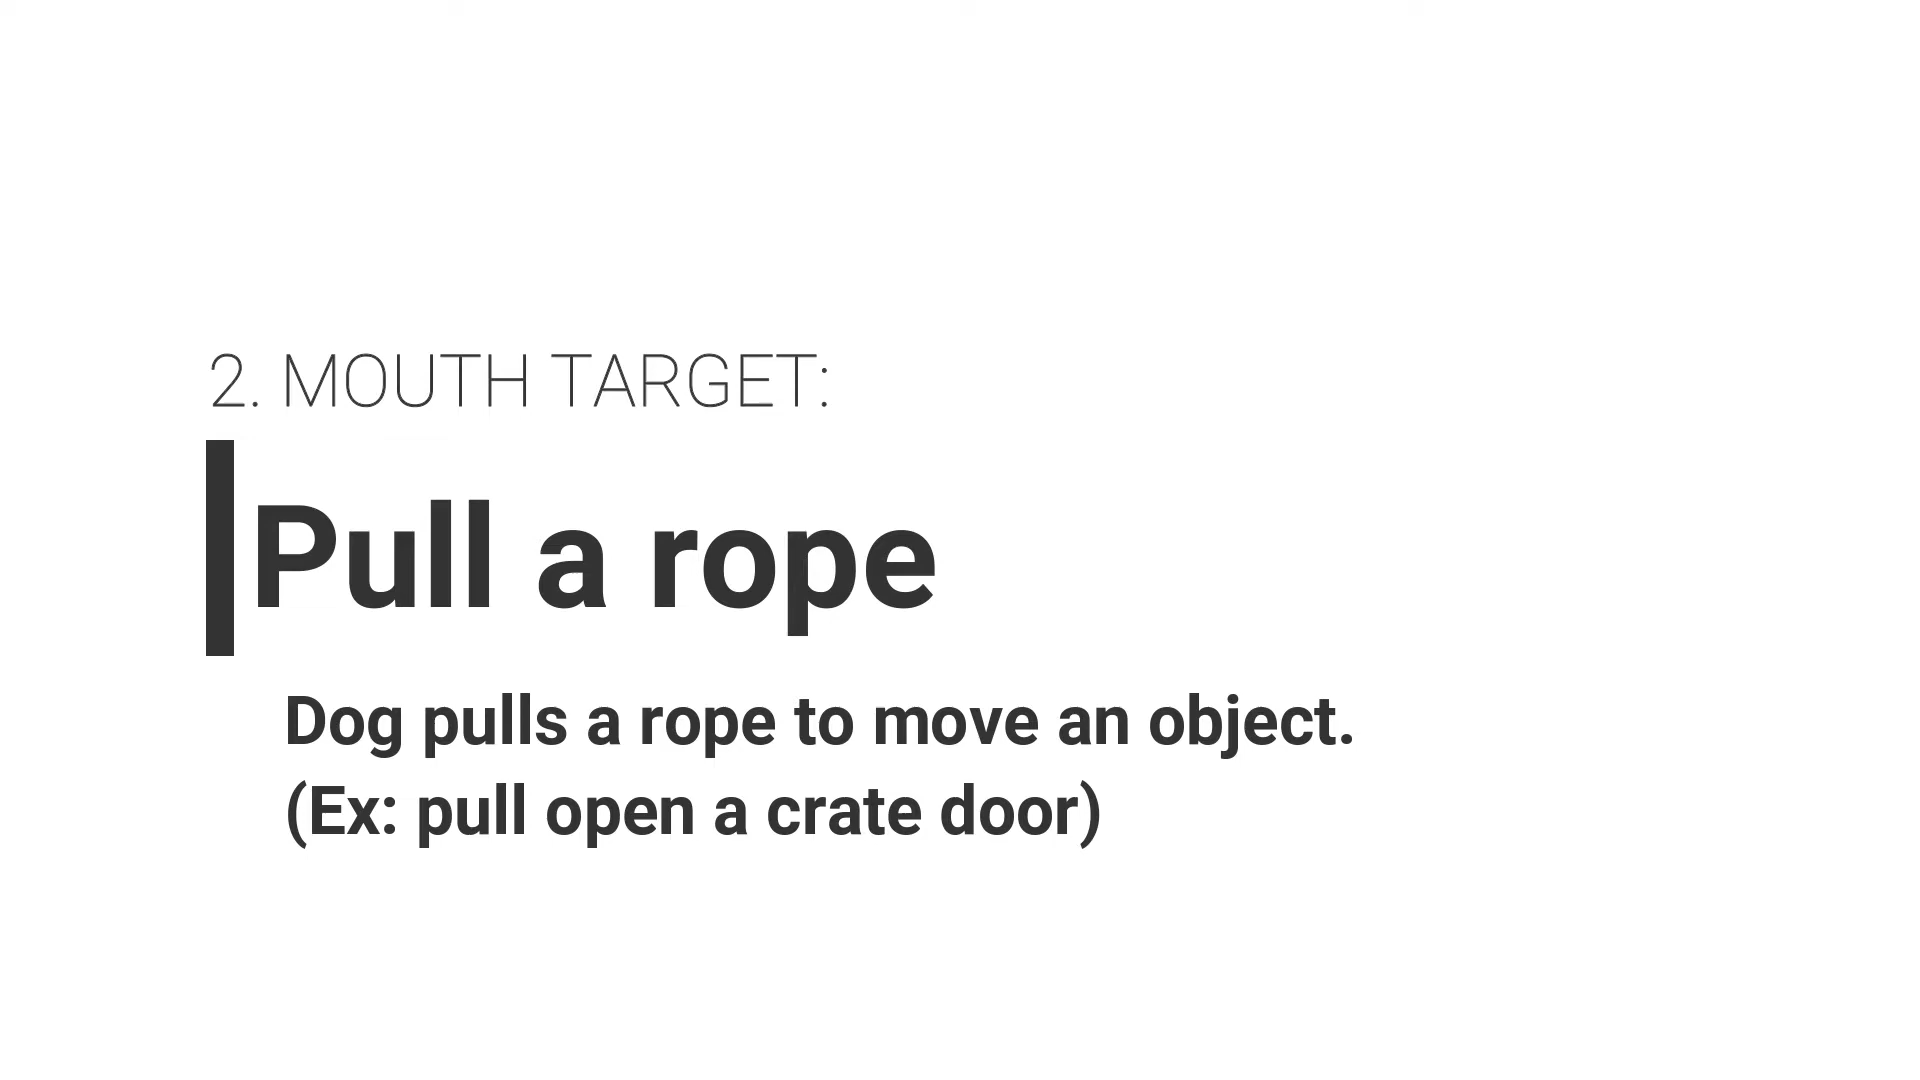 2. MOUTH TARGET:
Pull a rope
Dog pulls a rope to move an object.
(Ex: pull open a crate door)